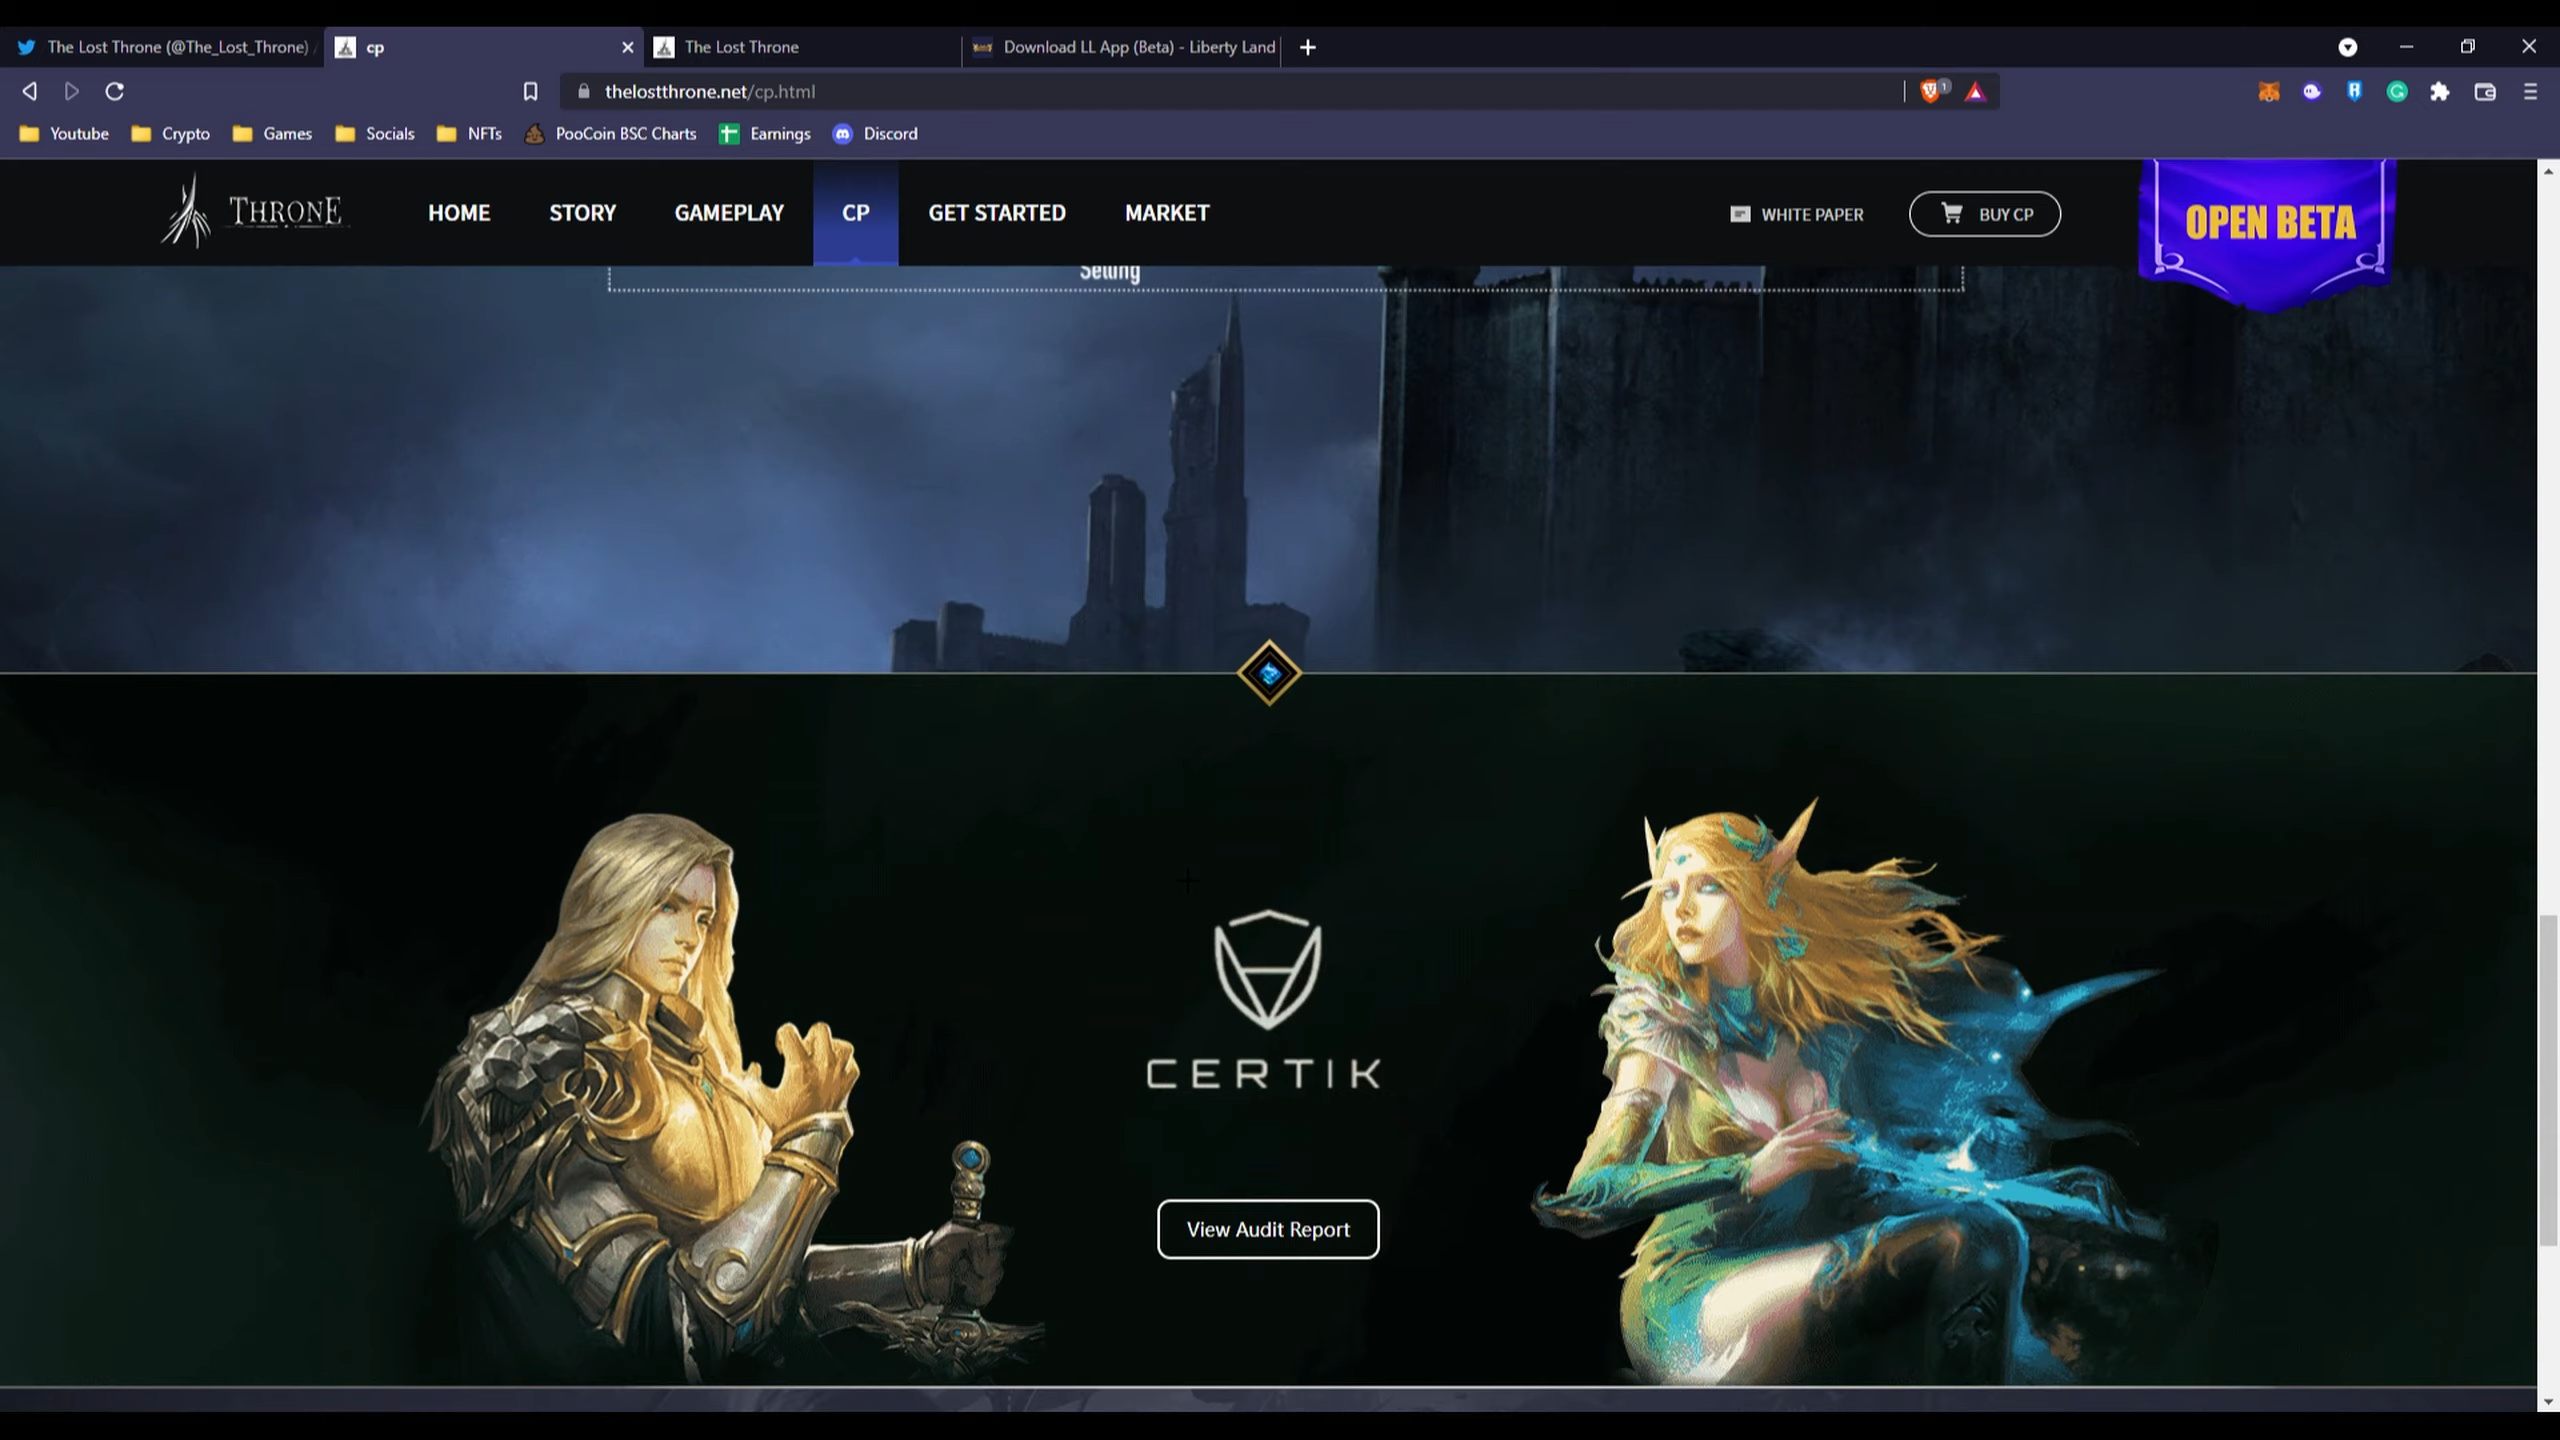 The Lost Throne (@The_Lost_Throne) /
cp
The Lost Throne
Download LL App (Beta) - Liberty Land
thelostthrone.net/cp.html
1
Youtube
Crypto
Games
Socials
NFTs
PooCoin BSC Charts
Earnings
Discord
THRONE
HOME
STORY
GAMEPLAY
CP
GET STARTED
MARKET
WHITE PAPER
BUY CP
OPEN BETA
Selling
CERTIK
View Audit Report